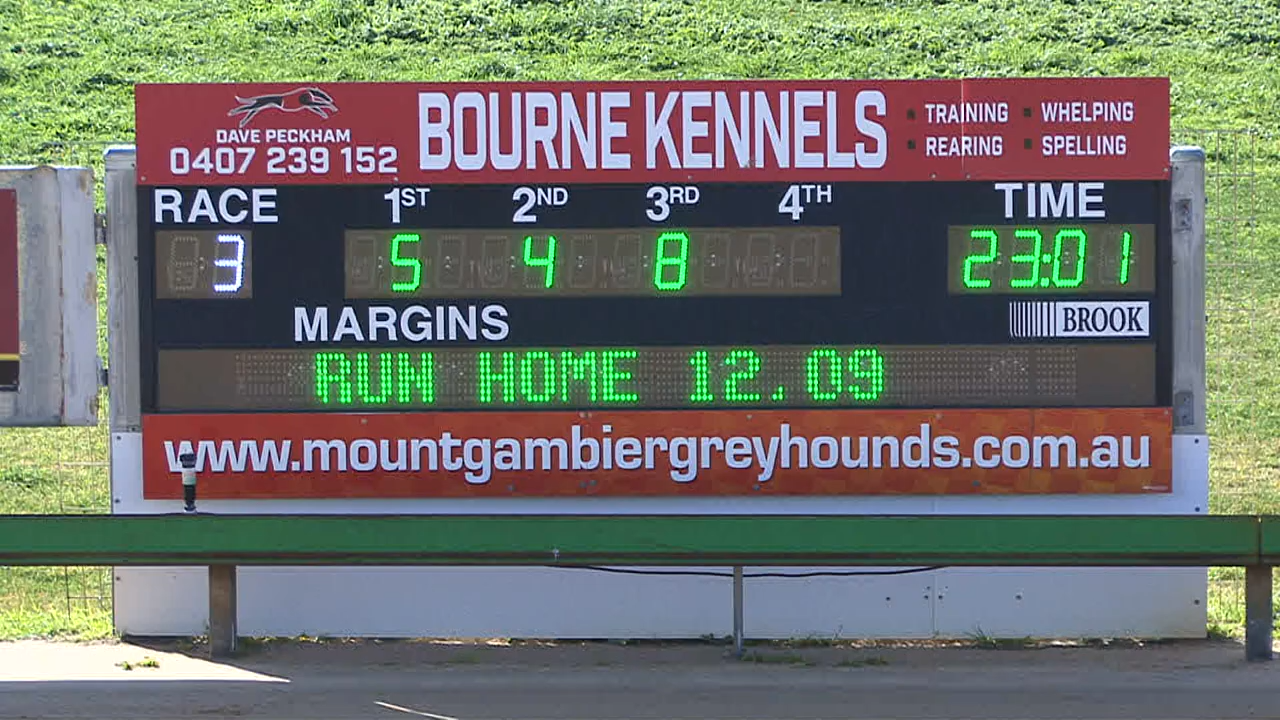 DAVE PECKHAM
0407 239 152
BOURNE KENNELS
TRAINING WHELPING
REARING SPELLING
RACE 1ST 2ND 3RD 4TH TIME
3 5 4 8 23:01
MARGINS
BROOK
RUN HOME 12.09
www.mountgambiergreyhounds.com.au